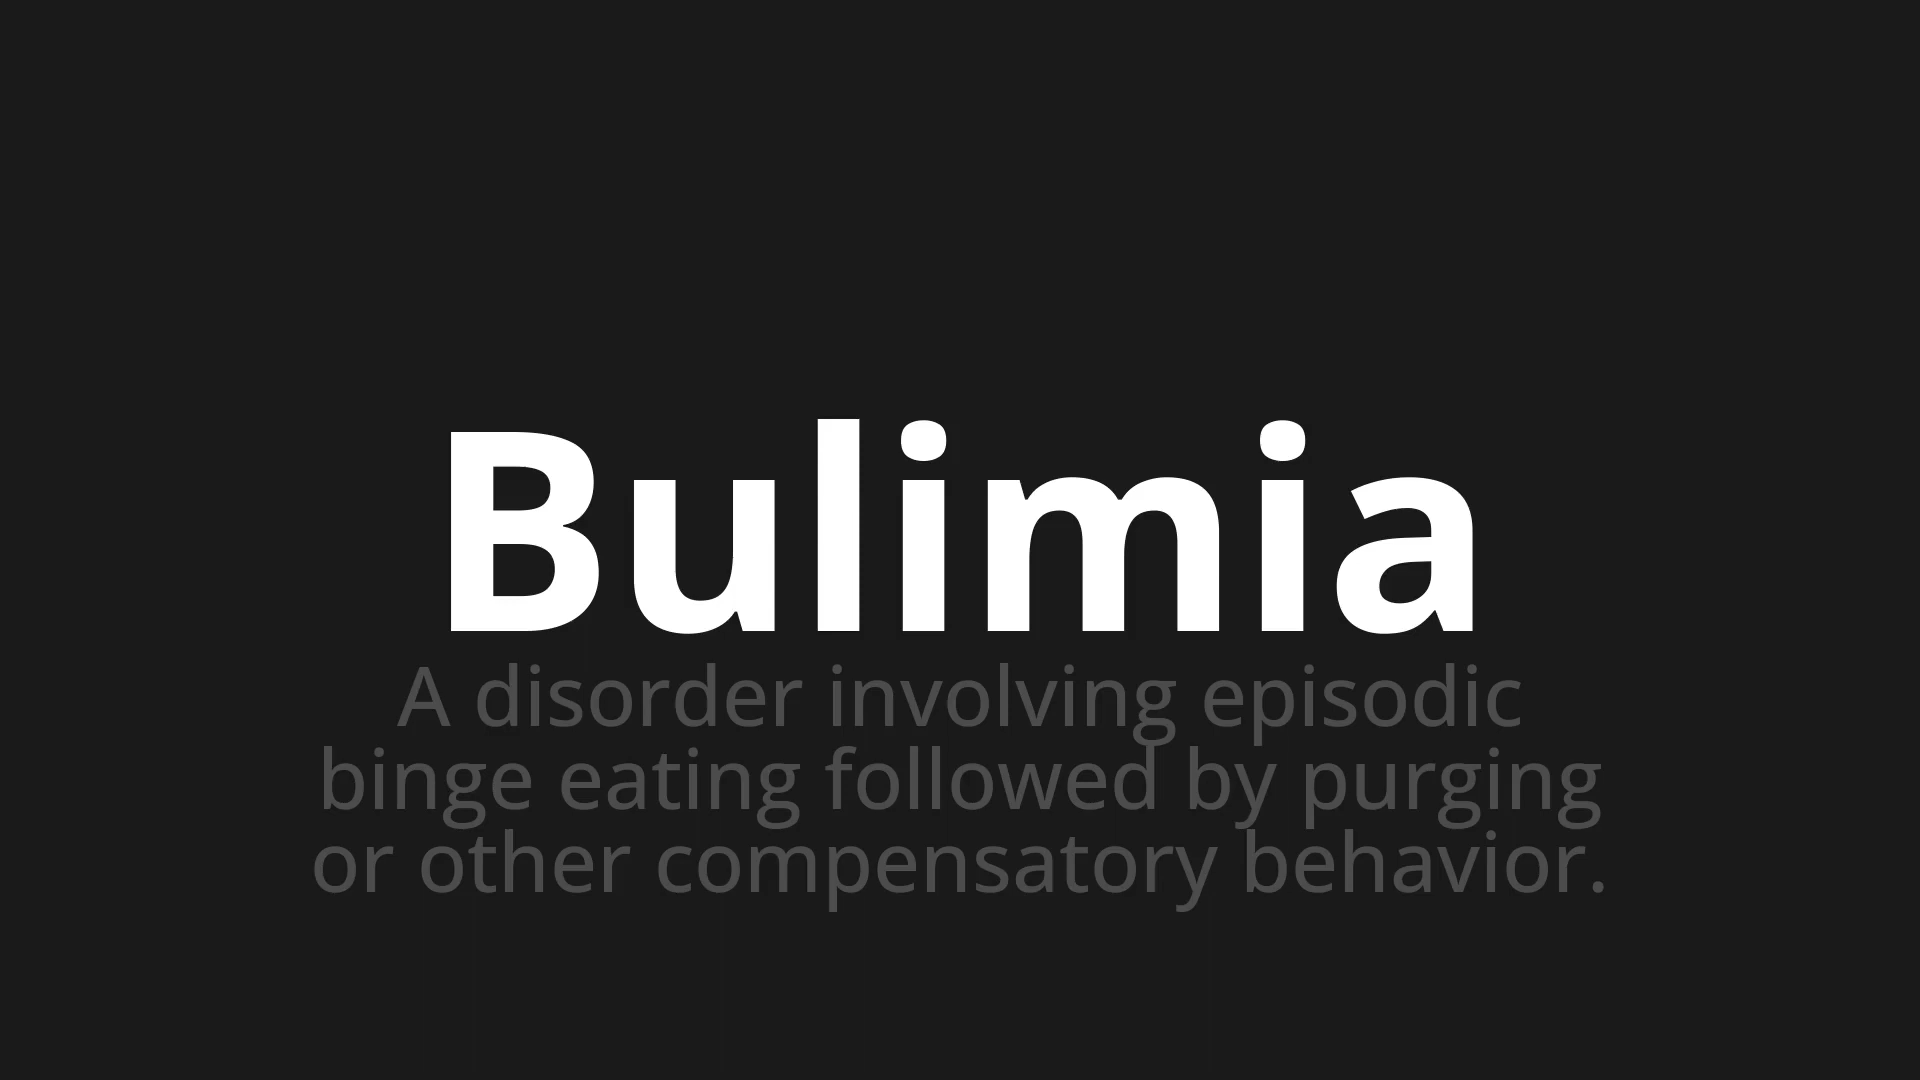 Bulimia
A disorder involving episodic
binge eating followed by purging
or other compensatory behavior.